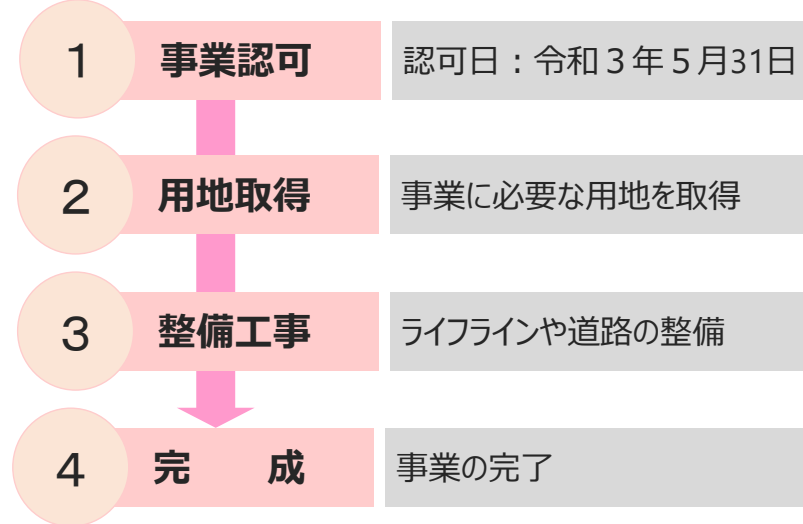 1 事業認可 認可日：令和３年５月31日
2 用地取得 事業に必要な用地を取得
3 整備工事 ライフラインや道路の整備
4 完　　成 事業の完了